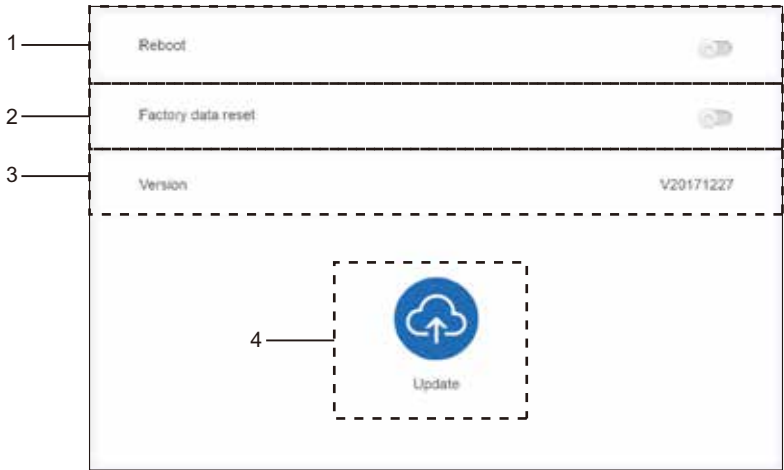 1
Reboot
2
Factory data reset
3
Version V20171227
4
Update